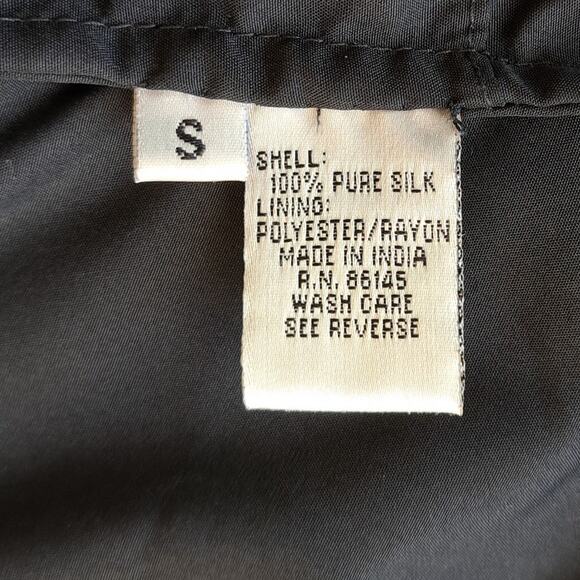 S
SHELL:
100% PURE SILK
LINING:
POLYESTER/RAYON
MADE IN INDIA
R.N. 86145
WASH CARE
SEE REVERSE